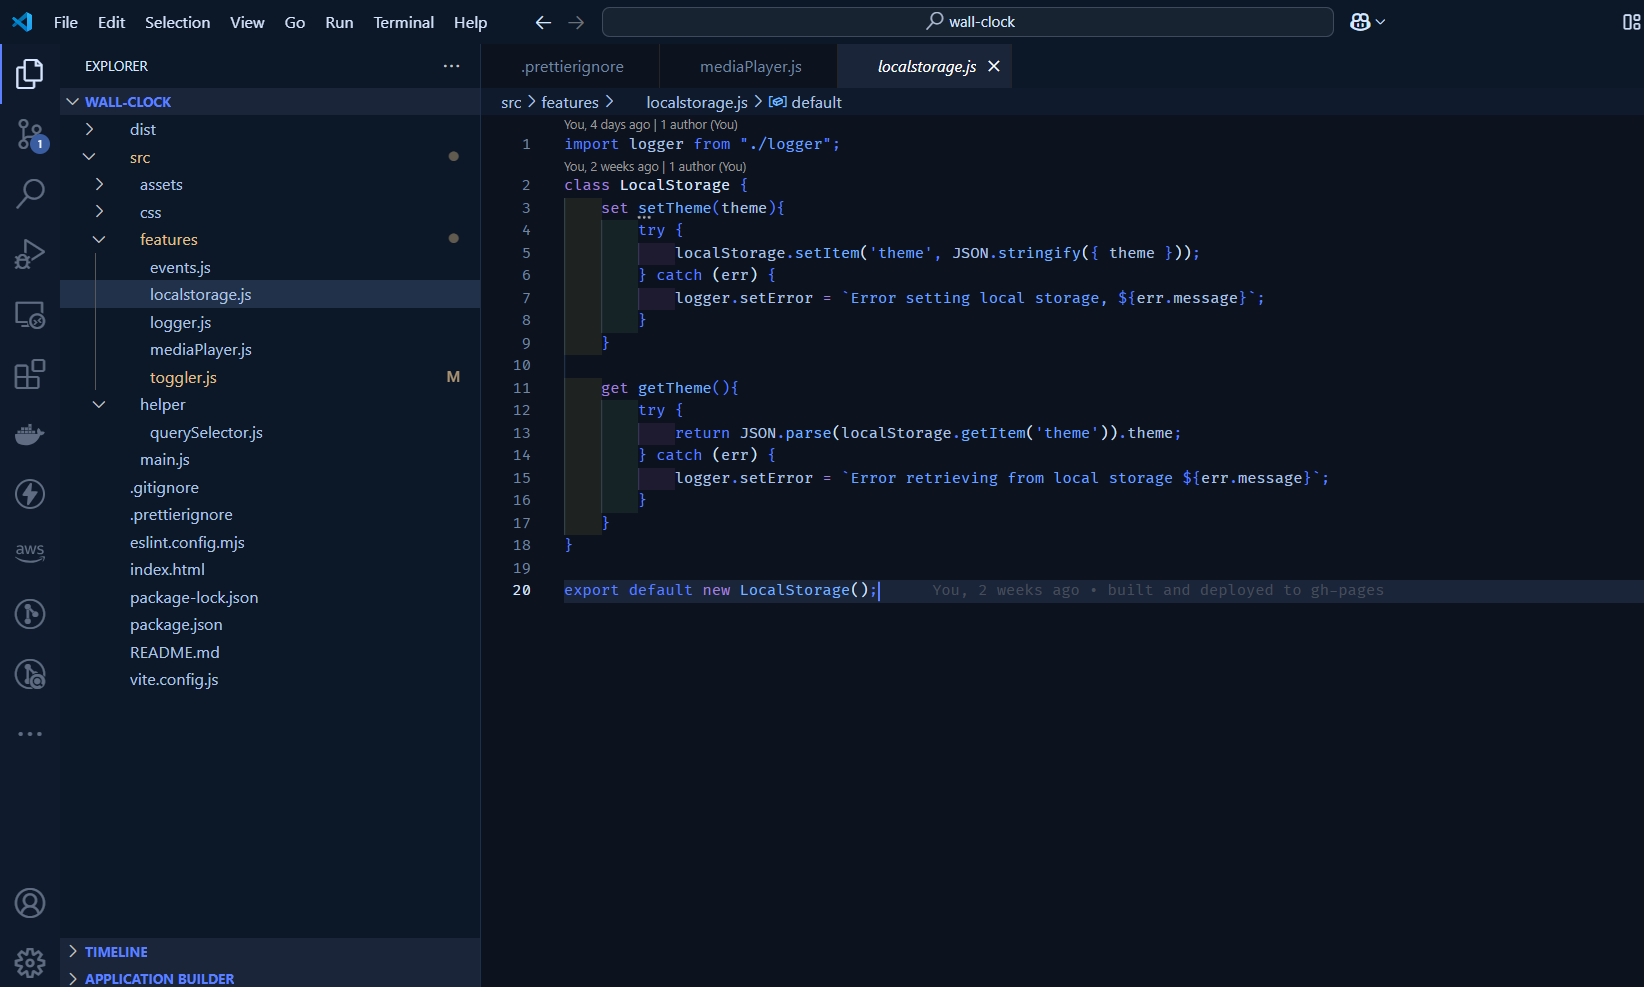 File Edit Selection View Go Run Terminal Help
wall-clock
EXPLORER
WALL-CLOCK
dist
src
assets
css
features
events.js
localstorage.js
logger.js
mediaPlayer.js
toggler.js M
helper
querySelector.js
main.js
.gitignore
.prettierignore
eslint.config.mjs
index.html
package-lock.json
package.json
README.md
vite.config.js
TIMELINE
APPLICATION BUILDER
1
aws
.prettierignore mediaPlayer.js localstorage.js
src > features > localstorage.js > default
You, 4 days ago | 1 author (You)
1 import logger from "./logger";
You, 2 weeks ago | 1 author (You)
2 class LocalStorage {
3 set setTheme(theme){
4 try {
5 localStorage.setItem('theme', JSON.stringify({ theme }));
6 } catch (err) {
7 logger.setError = `Error setting local storage, ${err.message}`;
8 }
9 }
10
11 get getTheme(){
12 try {
13 return JSON.parse(localStorage.getItem('theme')).theme;
14 } catch (err) {
15 logger.setError = `Error retrieving from local storage ${err.message}`;
16 }
17 }
18 }
19
20 export default new LocalStorage(); You, 2 weeks ago • built and deployed to gh-pages